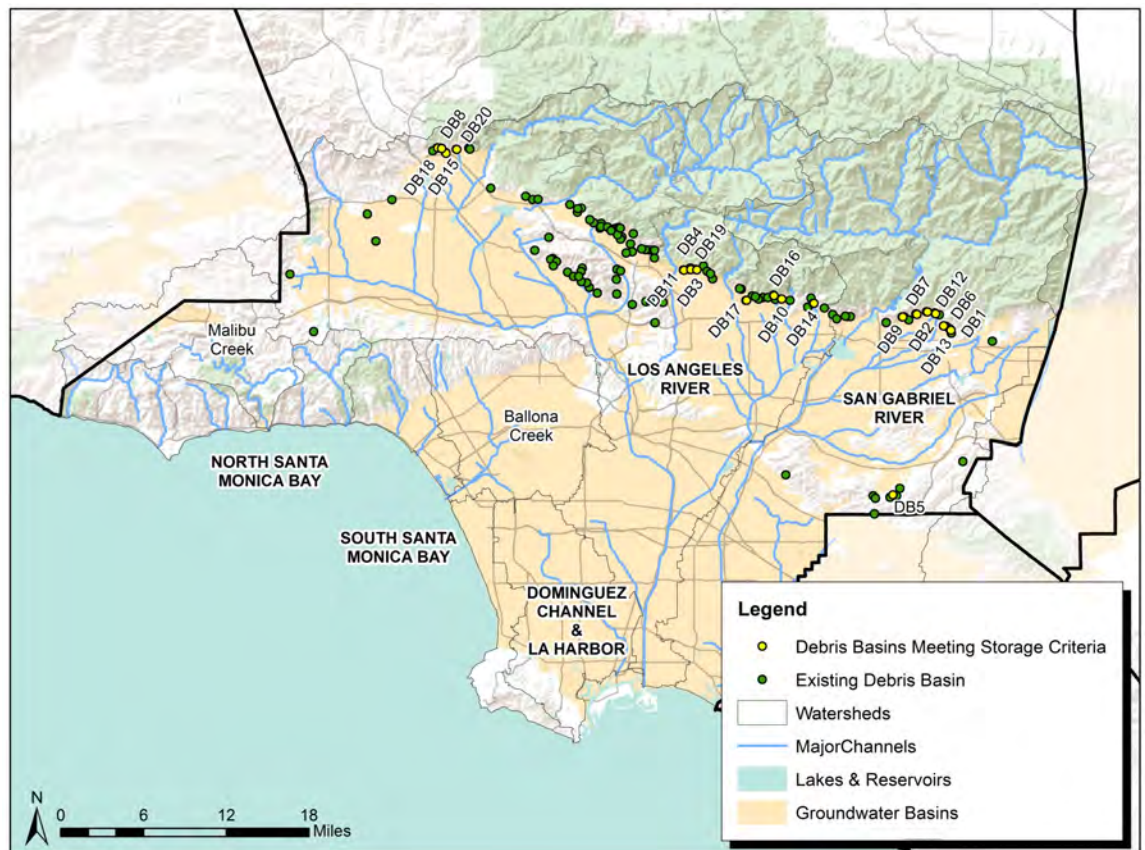 DB8
DB20
DB18
DB15
DB4
DB19
DB11
DB3
DB16
DB17
DB10
DB14
DB7
DB12
DB6
DB9
DB2
DB1
DB13
Malibu
Creek
LOS ANGELES
RIVER
SAN GABRIEL
RIVER
Ballona
Creek
NORTH SANTA
MONICA BAY
DB5
SOUTH SANTA
MONICA BAY
DOMINGUEZ
CHANNEL
&
LA HARBOR
Legend
Debris Basins Meeting Storage Criteria
Existing Debris Basin
Watersheds
MajorChannels
Lakes & Reservoirs
Groundwater Basins
N
0 6 12 18
Miles